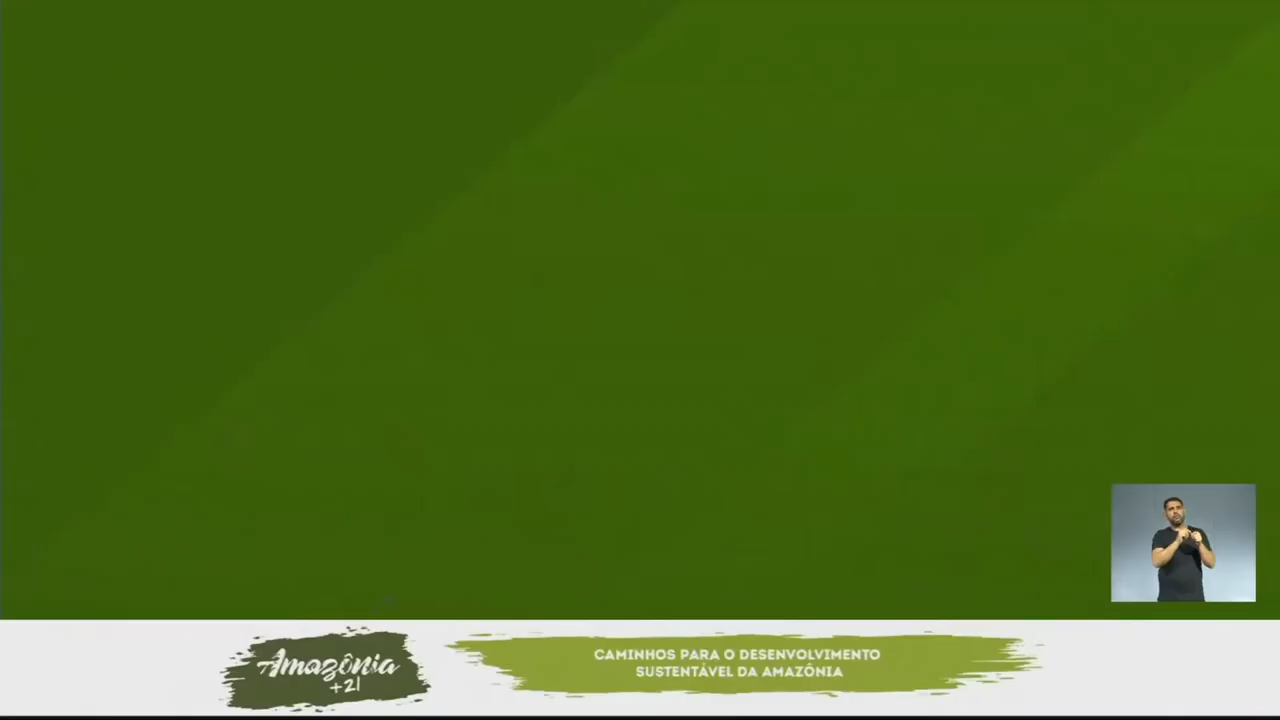 Amazônia
+21
CAMINHOS PARA O DESENVOLVIMENTO
SUSTENTÁVEL DA AMAZÔNIA